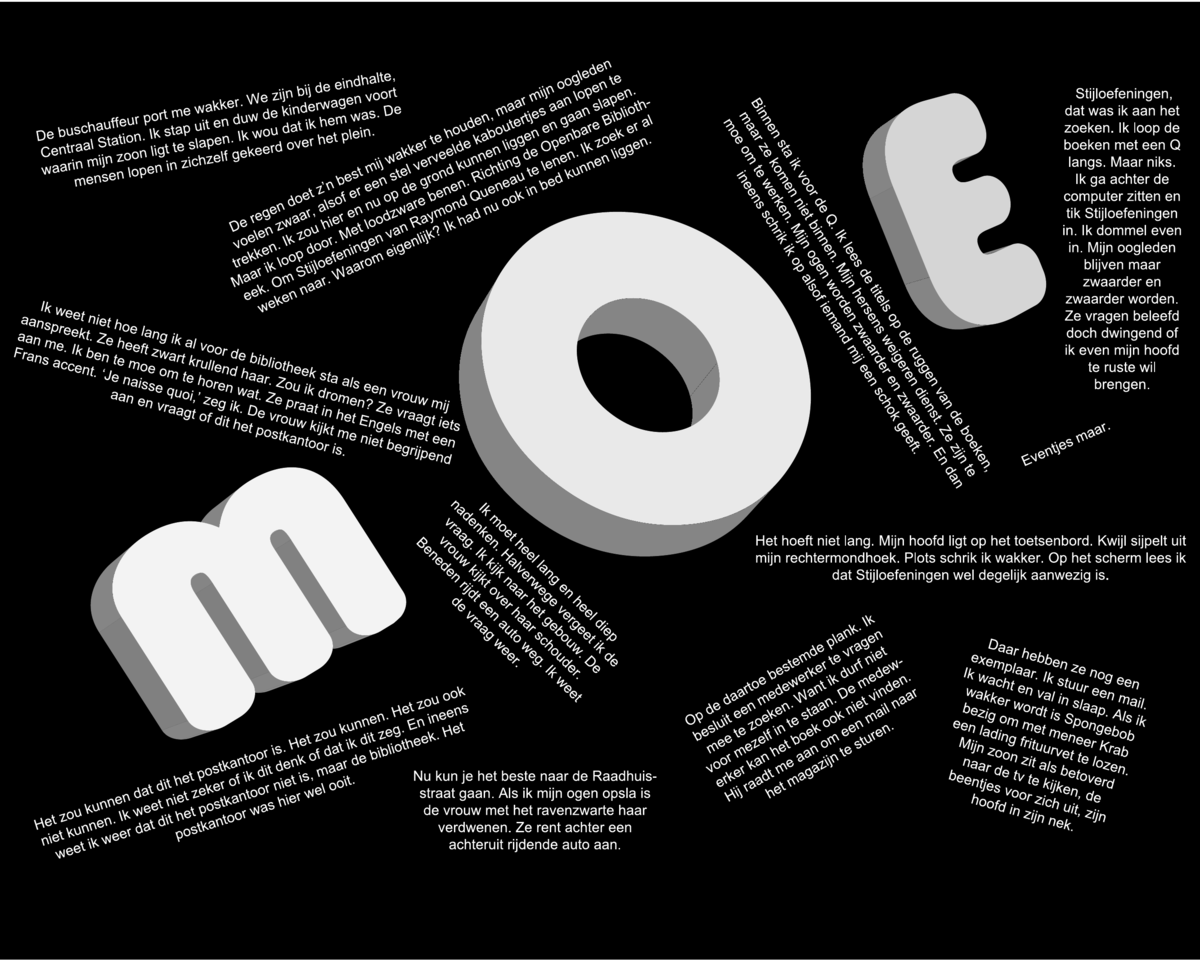 De buschauffeur port me wakker. We zijn bij de eindhalte,
Centraal Station. Ik stap uit en duw de kinderwagen voort
waarin mijn zoon ligt te slapen. Ik wou dat ik hem was. De
mensen lopen in zichzelf gekeerd over het plein.
De regen doet z'n best mij wakker te houden, maar mijn oogleden
voelen zwaar, alsof er een stel verveelde kaboutertjes aan lopen te
trekken. Ik zou hier en nu op de grond kunnen liggen en gaan slapen.
Maar ik loop door. Met loodzware benen. Richting de Openbare Biblioth-
eek. Om Stijloefeningen van Raymond Queneau te lenen. Ik zoek er al
weken naar. Waarom eigenlijk? Ik had nu ook in bed kunnen liggen.
Ik weet niet hoe lang ik al voor de bibliotheek sta als een vrouw mij
aanspreekt. Ze heeft zwart krullend haar. Zou ik dromen? Ze vraagt iets
aan me. Ik ben te moe om te horen wat. Ze praat in het Engels met een
Frans accent. ‘Je naisse quoi,’ zeg ik. De vrouw kijkt me niet begrijpend
aan en vraagt of dit het postkantoor is.
MOE
Ik moet heel lang en heel diep
nadenken. Halverwege vergeet ik de
vraag. Ik kijk naar het gebouw. De
vrouw kijkt over haar schouder.
Beneden rijdt een auto weg. Ik weet
de vraag weer.
Het zou kunnen dat dit het postkantoor is. Het zou kunnen. Het zou ook
niet kunnen. Ik weet niet zeker of ik dit denk of dat ik dit zeg. En ineens
weet ik weer dat dit het postkantoor niet is, maar de bibliotheek. Het
postkantoor was hier wel ooit.
Nu kun je het beste naar de Raadhuis-
straat gaan. Als ik mijn ogen opsla is
de vrouw met het ravenzwarte haar
verdwenen. Ze rent achter een
achteruit rijdende auto aan.
Binnen sta ik voor de Q. Ik lees de titels op de ruggen van de boeken,
maar ze komen niet binnen. Mijn hersens weigeren dienst. Ze zijn te
moe om te werken. Mijn ogen worden zwaarder en zwaarder. En dan
ineens schrik ik op alsof iemand mij een schok geeft.
Stijloefeningen,
dat was ik aan het
zoeken. Ik loop de
boeken met een Q
langs. Maar niks.
Ik ga achter de
computer zitten en
tik Stijloefeningen
in. Ik dommel even
in. Mijn oogleden
blijven maar
zwaarder en
zwaarder worden.
Ze vragen beleefd
doch dwingend of
ik even mijn hoofd
te ruste wil
brengen.
Eventjes maar.
Het hoeft niet lang. Mijn hoofd ligt op het toetsenbord. Kwijl sijpelt uit
mijn rechtermondhoek. Plots schrik ik wakker. Op het scherm lees ik
dat Stijloefeningen wel degelijk aanwezig is.
Op de daartoe bestemde plank. Ik
besluit een medewerker te vragen
mee te zoeken. Want ik durf niet
voor mezelf in te staan. De medew-
erker kan het boek ook niet vinden.
Hij raadt me aan om een mail naar
het magazijn te sturen.
Daar hebben ze nog een
exemplaar. Ik stuur een mail.
Ik wacht en val in slaap. Als ik
wakker wordt is Spongebob
bezig om met meneer Krab
een lading frituurvet te lozen.
Mijn zoon zit als betoverd
naar de tv te kijken, de
beentjes voor zich uit, zijn
hoofd in zijn nek.